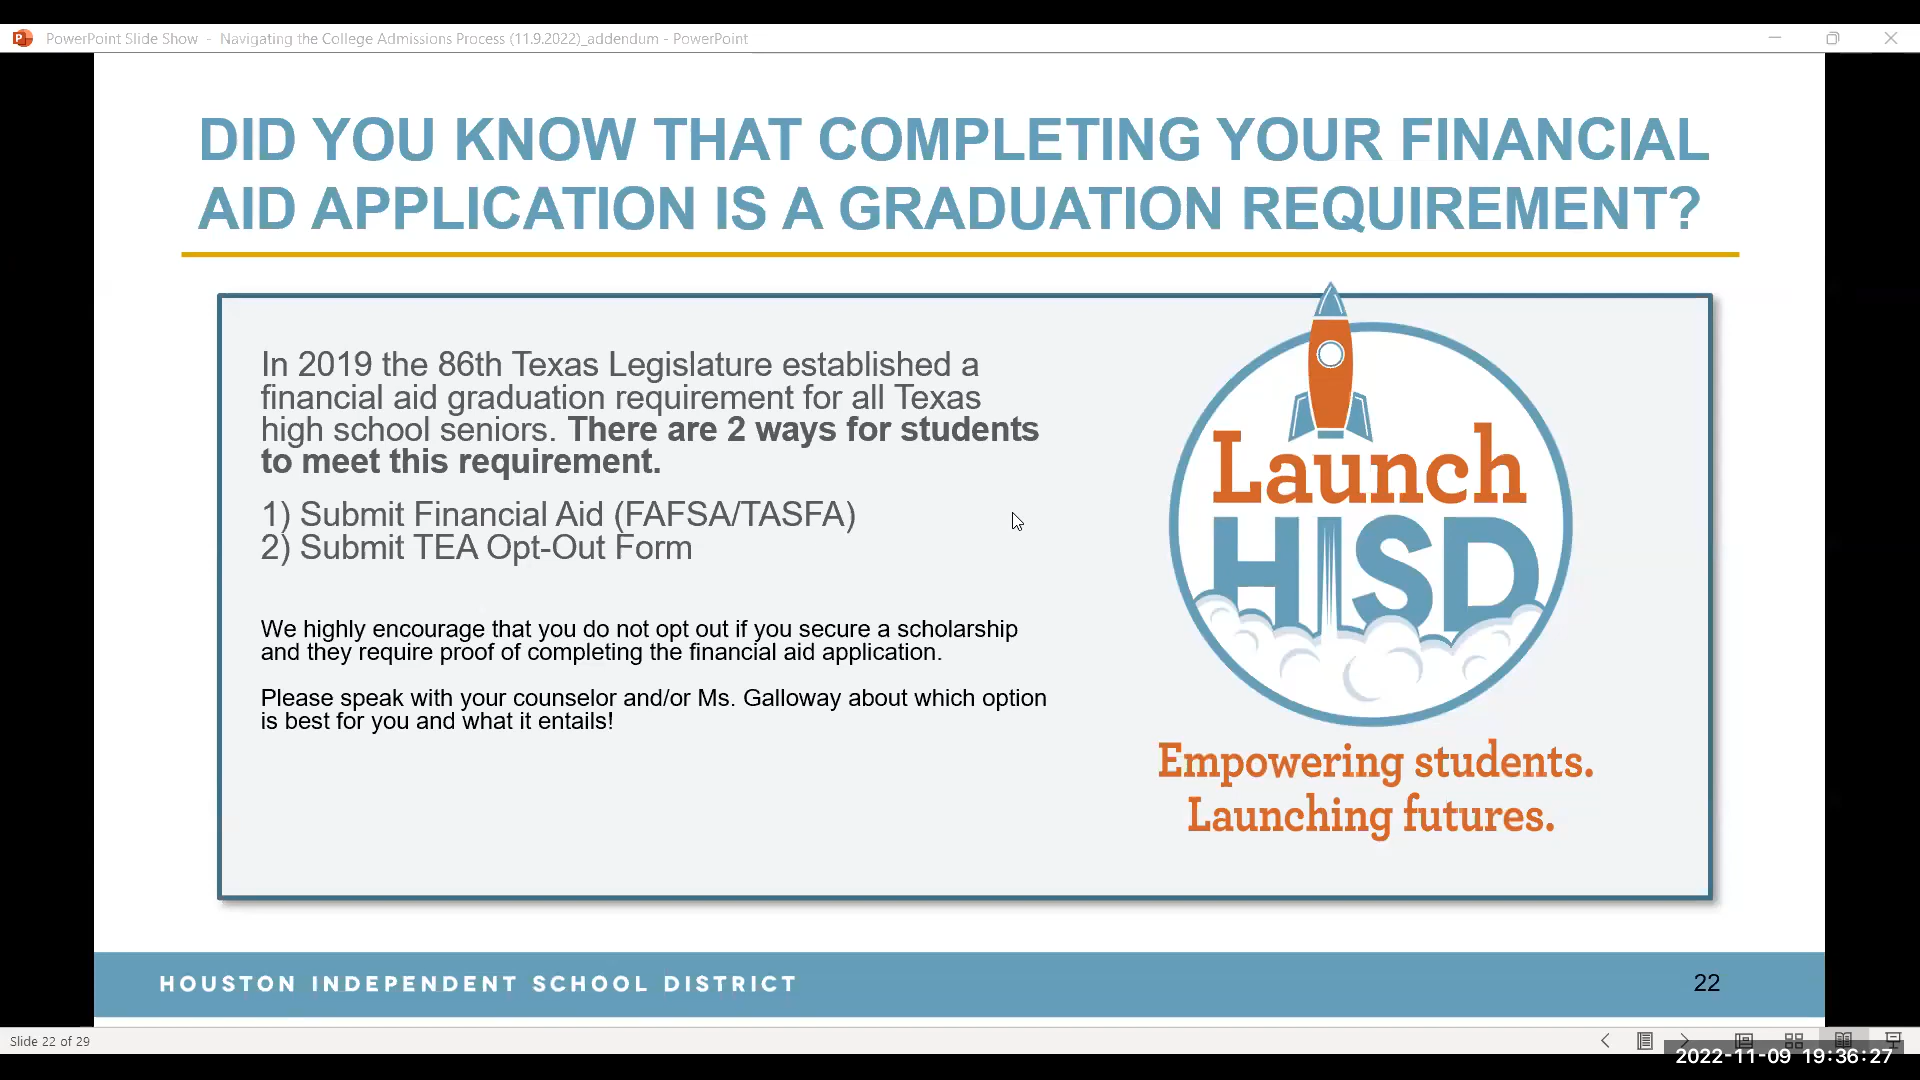 PowerPoint Slide Show - Navigating the College Admissions Process (11.9.2022)_addendum - PowerPoint
DID YOU KNOW THAT COMPLETING YOUR FINANCIAL
AID APPLICATION IS A GRADUATION REQUIREMENT?
In 2019 the 86th Texas Legislature established a
financial aid graduation requirement for all Texas
high school seniors. There are 2 ways for students
to meet this requirement.
1) Submit Financial Aid (FAFSA/TASFA)
2) Submit TEA Opt-Out Form
We highly encourage that you do not opt out if you secure a scholarship
and they require proof of completing the financial aid application.
Please speak with your counselor and/or Ms. Galloway about which option
is best for you and what it entails!
Launch
HISD
Empowering students.
Launching futures.
HOUSTON INDEPENDENT SCHOOL DISTRICT
22
Slide 22 of 29
2022-11-09 19:36:27